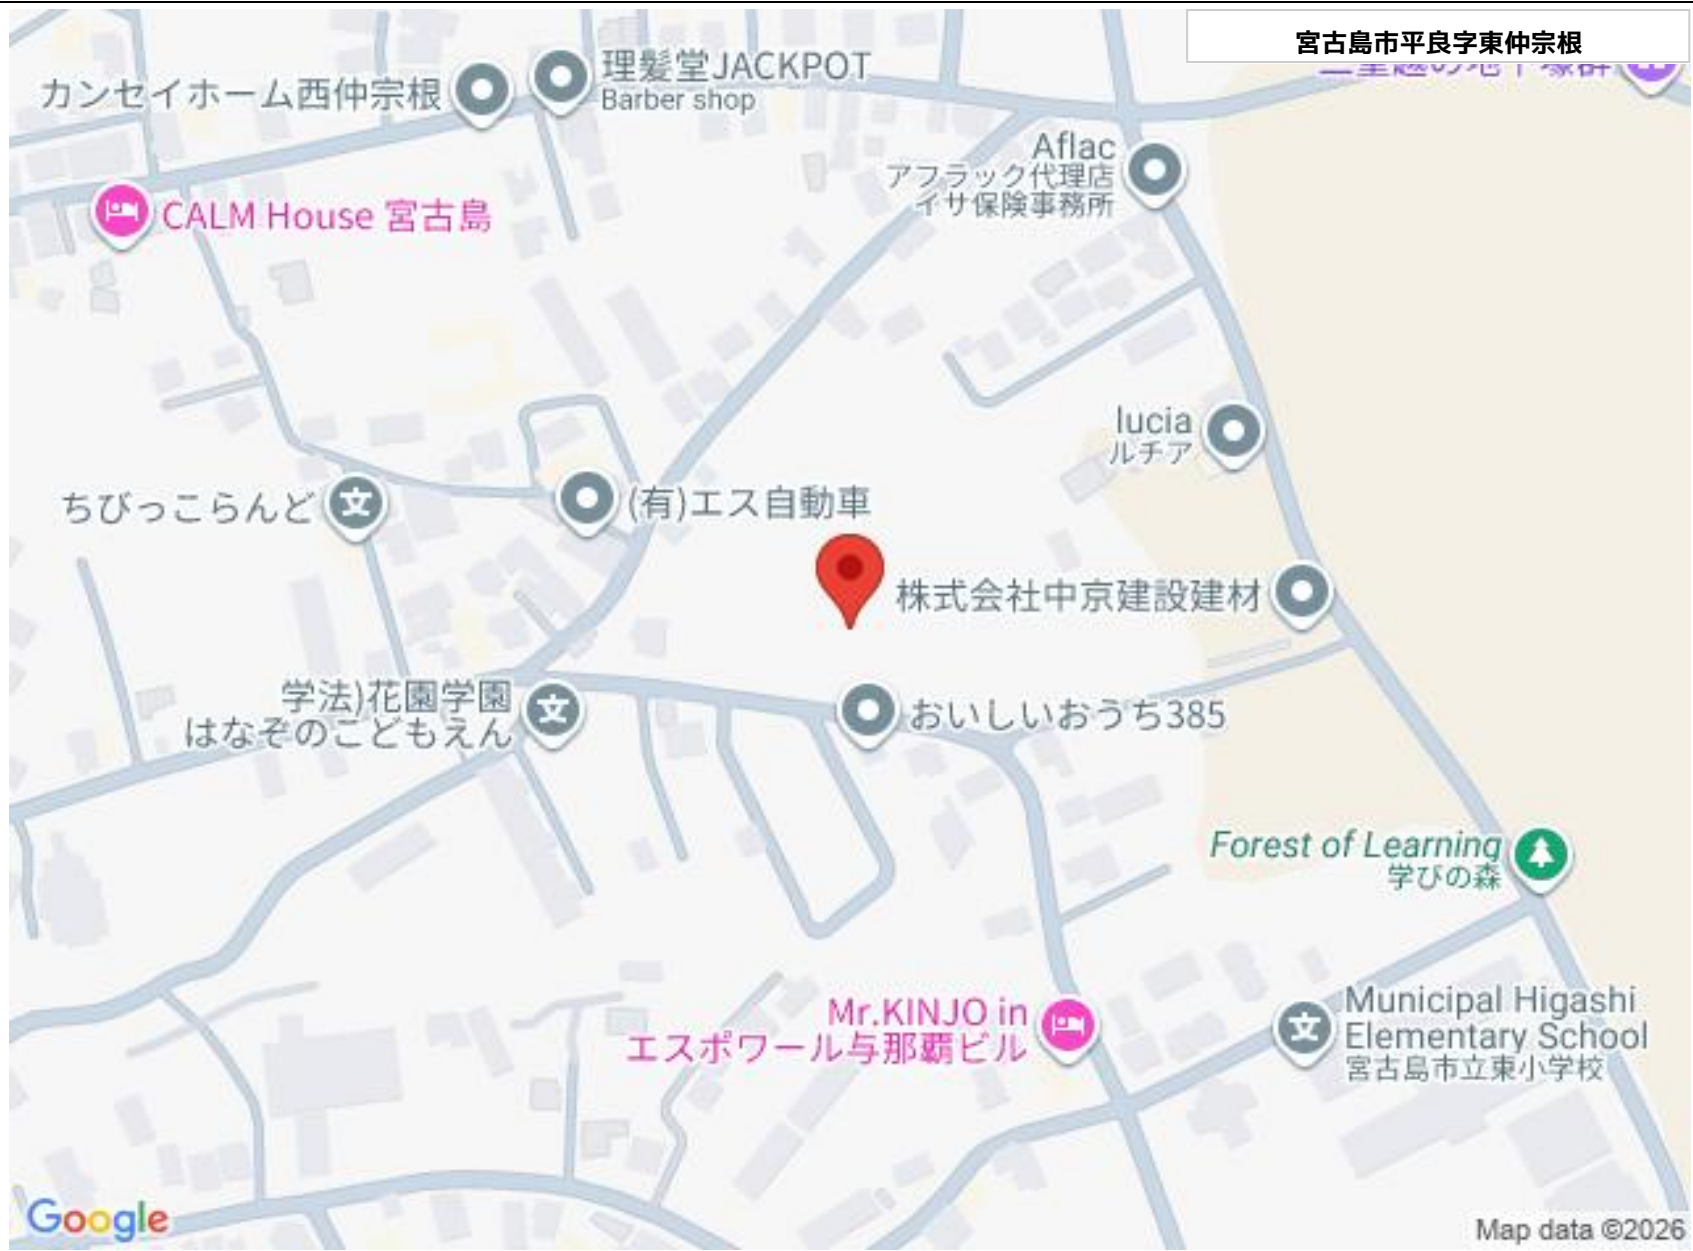 宮古島市平良字東仲宗根
理髪堂JACKPOT
Barber shop
カンセイホーム西仲宗根
Aflac
アフラック代理店
イサ保険事務所
CALM House 宮古島
lucia
ルチア
ちびっこらんど
(有)エス自動車
株式会社中京建設建材
学法)花園学園
はなぞのこどもえん
おいしいおうち385
Forest of Learning
学びの森
Mr.KINJO in
エスポワール与那覇ビル
Municipal Higashi
Elementary School
宮古島市立東小学校
Google
Map data ©2026